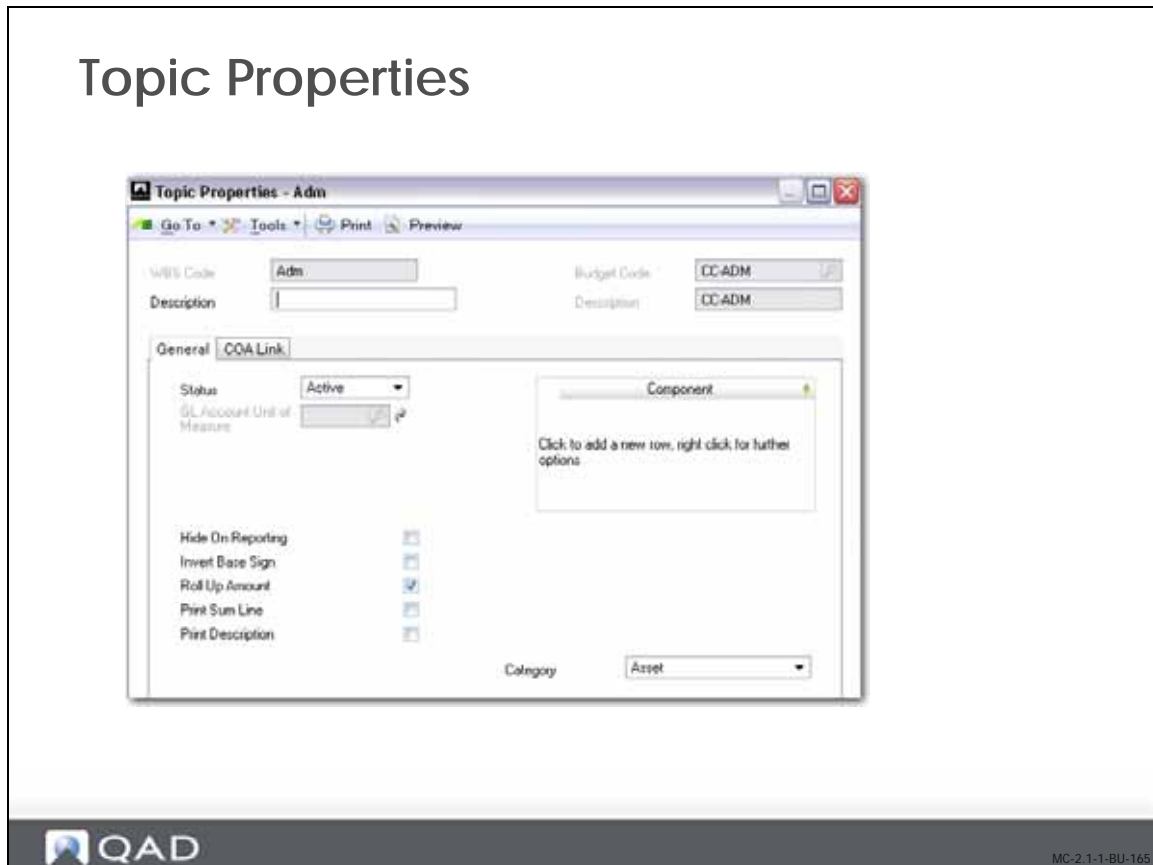 Topic Properties
Topic Properties - Adm
Go To Tools Print Preview
WBS Code Adm Budget Code CC-ADM
Description Description CC-ADM
General COA Link
Status Active Component
GL Account Unit of
Measure
Click to add a new row, right click for further
options
Hide On Reporting
Invert Base Sign
Roll Up Amount
Print Sum Line
Print Description
Category Asset
QAD
MC-2.1-1-BU-165